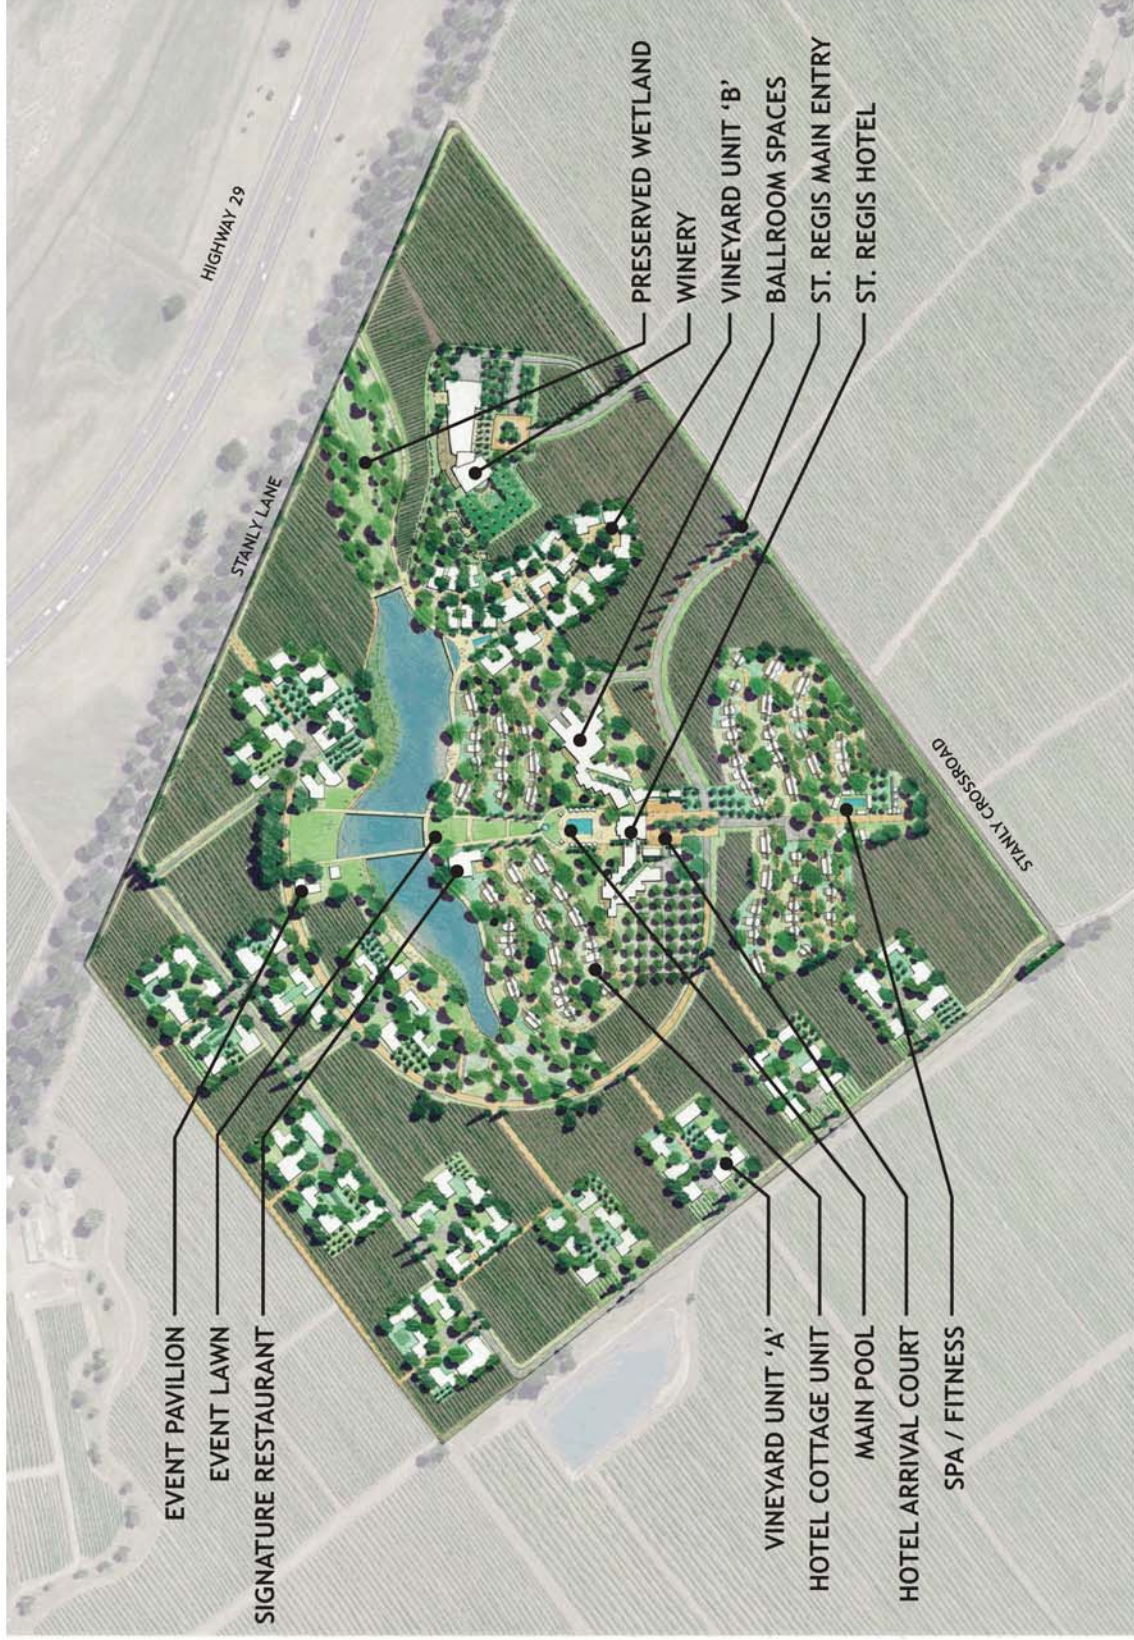 HIGHWAY 29
STANLY LANE
STANLY CROSSROAD
EVENT PAVILION
EVENT LAWN
SIGNATURE RESTAURANT
VINEYARD UNIT ‘A’
HOTEL COTTAGE UNIT
MAIN POOL
HOTEL ARRIVAL COURT
SPA / FITNESS
PRESERVED WETLAND
WINERY
VINEYARD UNIT ‘B’
BALLROOM SPACES
ST. REGIS MAIN ENTRY
ST. REGIS HOTEL